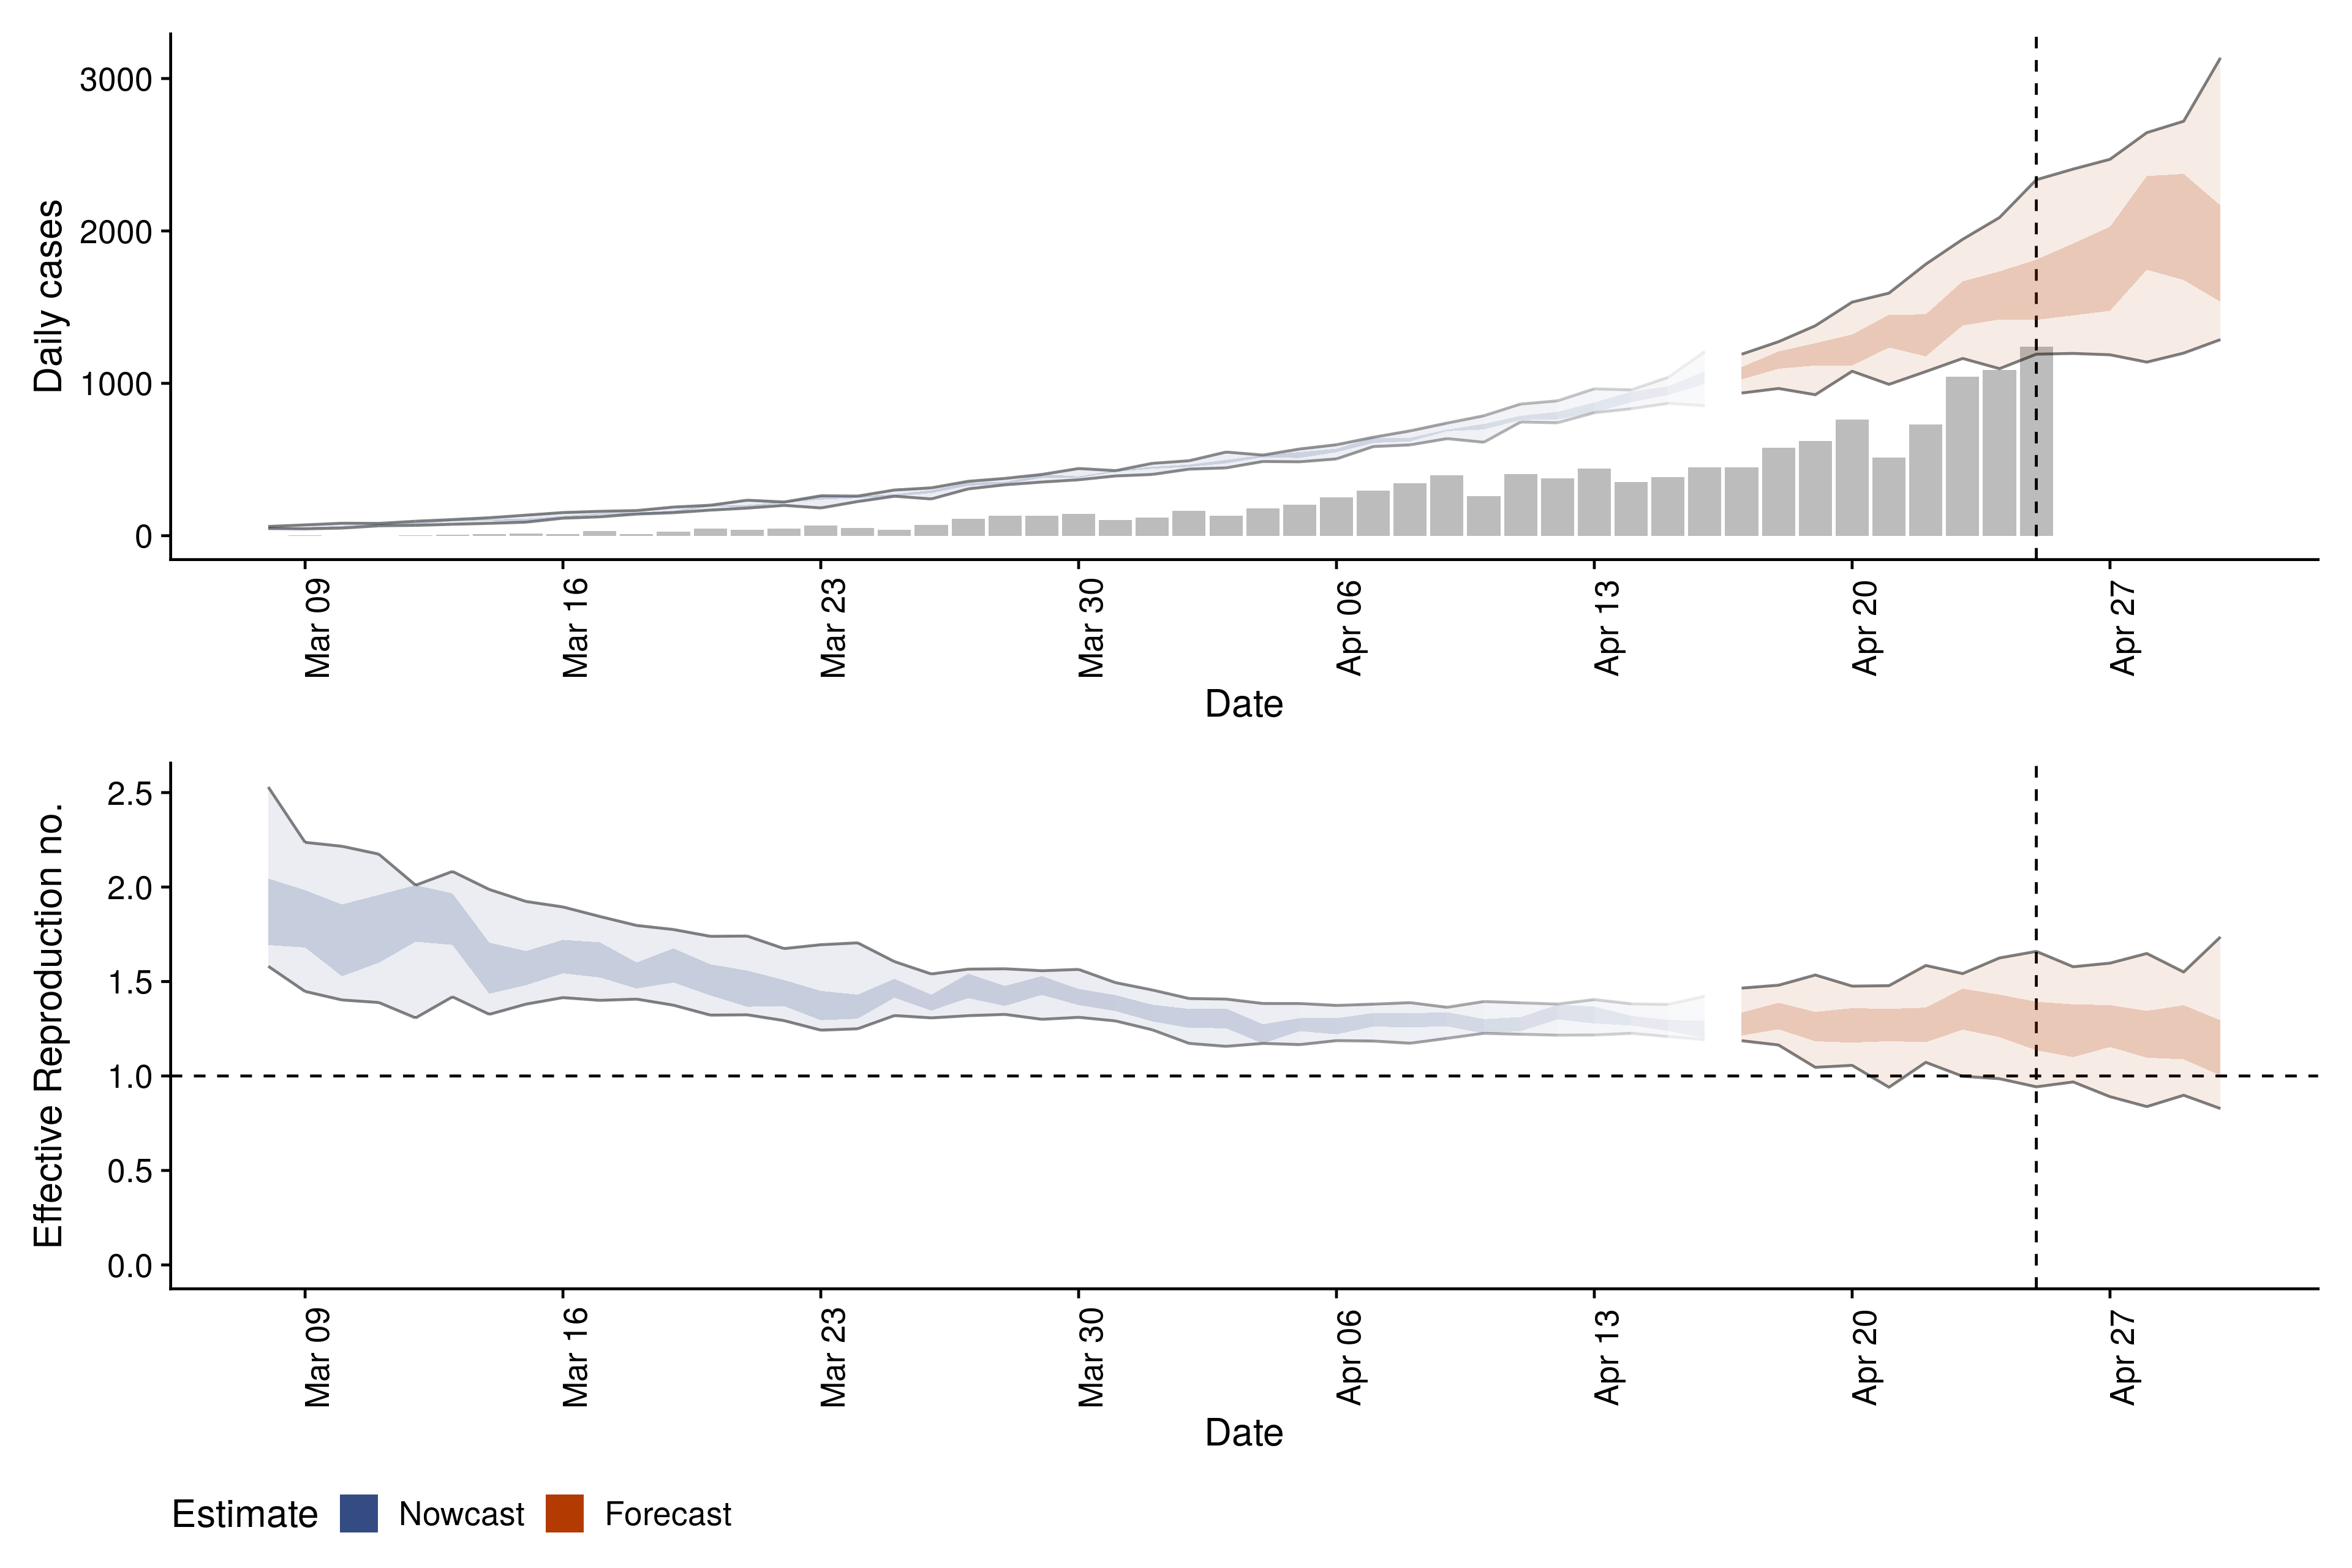 Daily cases
3000
2000
1000
0
Mar 09
Mar 16
Mar 23
Mar 30
Apr 06
Apr 13
Apr 20
Apr 27
Date
Effective Reproduction no.
2.5
2.0
1.5
1.0
0.5
0.0
Mar 09
Mar 16
Mar 23
Mar 30
Apr 06
Apr 13
Apr 20
Apr 27
Date
Estimate Nowcast Forecast